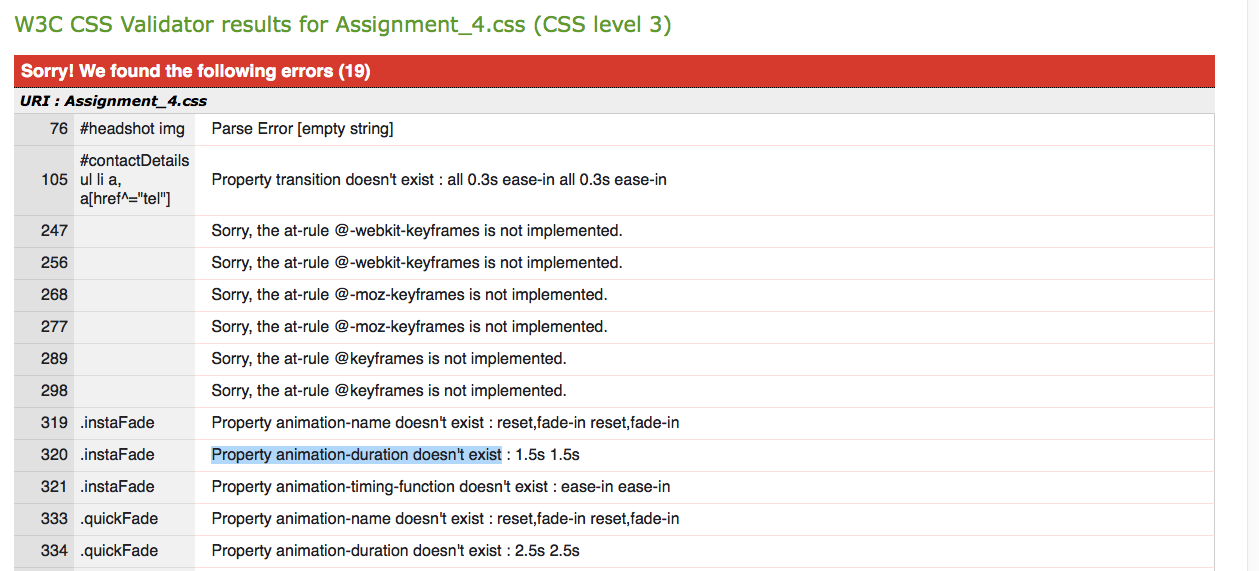 W3C CSS Validator results for Assignment_4.css (CSS level 3)
Sorry! We found the following errors (19)
URI : Assignment_4.css
76 #headshot img Parse Error [empty string]
#contactDetails
ul li a,
a[href^="tel"]
105 Property transition doesn't exist : all 0.3s ease-in all 0.3s ease-in
247 Sorry, the at-rule @-webkit-keyframes is not implemented.
256 Sorry, the at-rule @-webkit-keyframes is not implemented.
268 Sorry, the at-rule @-moz-keyframes is not implemented.
277 Sorry, the at-rule @-moz-keyframes is not implemented.
289 Sorry, the at-rule @keyframes is not implemented.
298 Sorry, the at-rule @keyframes is not implemented.
319 .instaFade Property animation-name doesn't exist : reset,fade-in reset,fade-in
320 .instaFade Property animation-duration doesn't exist : 1.5s 1.5s
321 .instaFade Property animation-timing-function doesn't exist : ease-in ease-in
333 .quickFade Property animation-name doesn't exist : reset,fade-in reset,fade-in
334 .quickFade Property animation-duration doesn't exist : 2.5s 2.5s